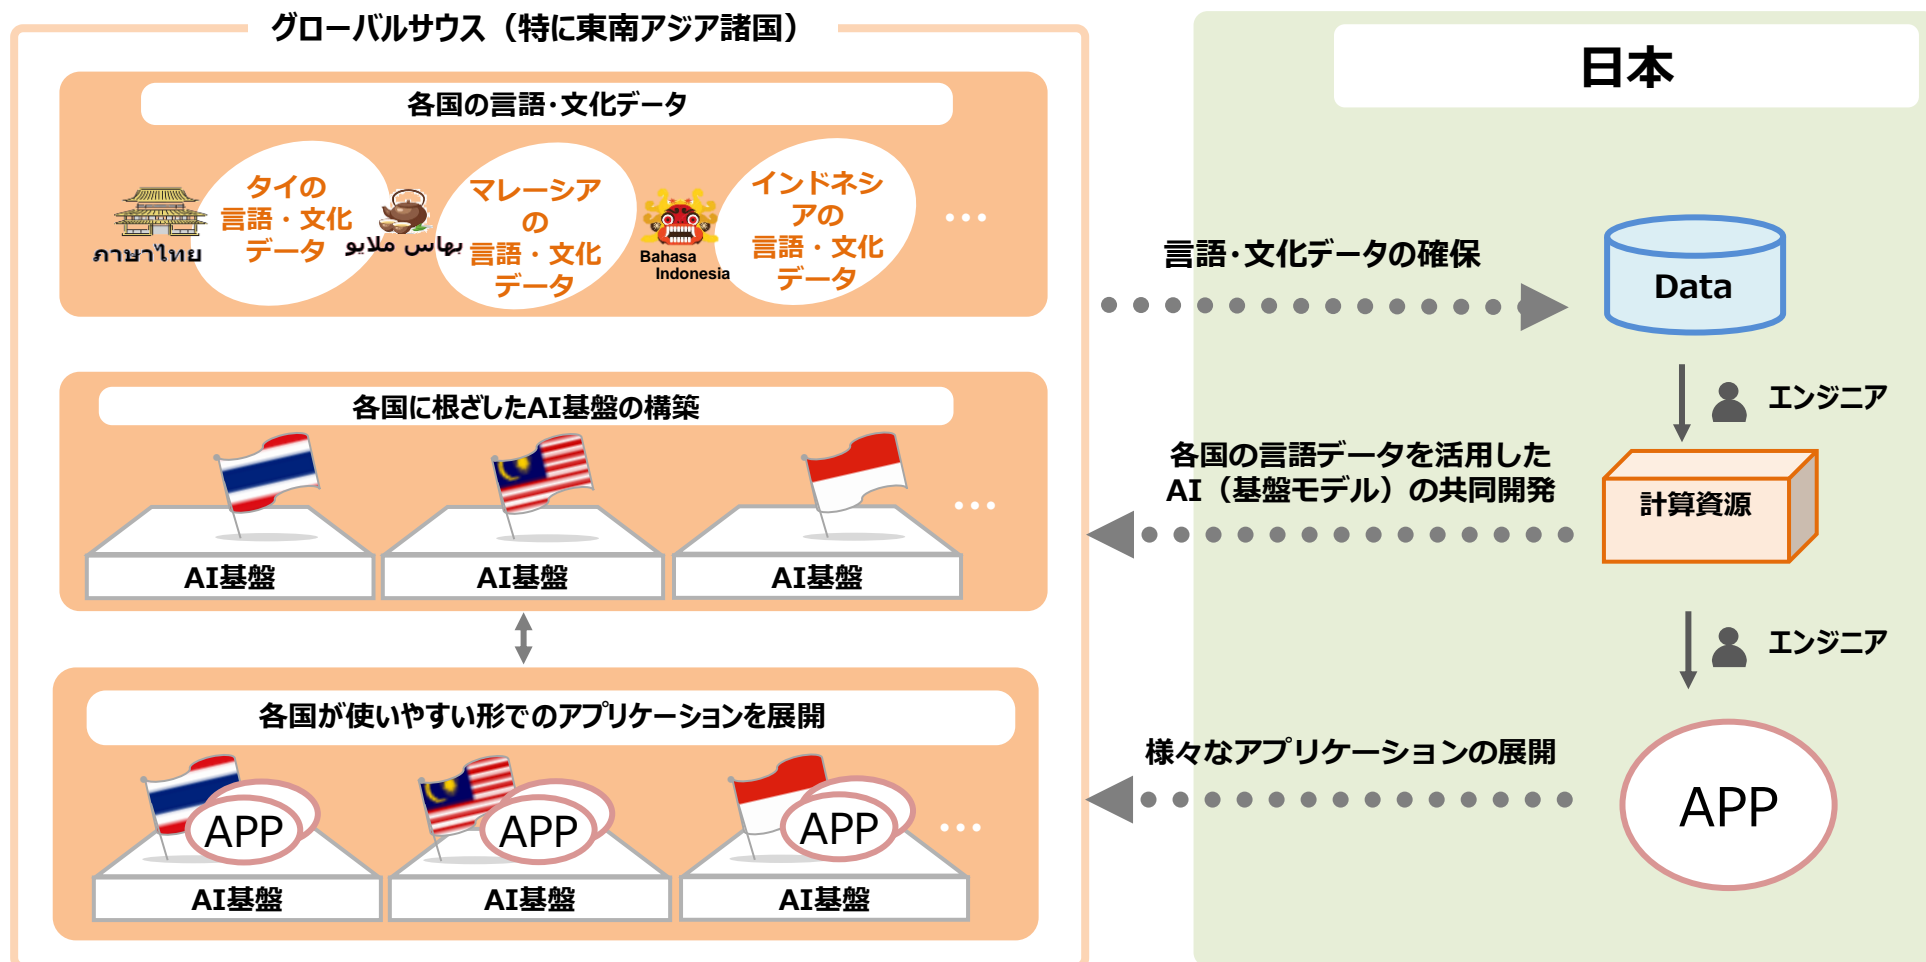 グローバルサウス（特に東南アジア諸国）
各国の言語・文化データ
タイの
言語・文化
データ
ภาษาไทย
マレーシア
の
言語・文化
データ
بهاس ملايو
インドネシ
アの
言語・文化
データ
Bahasa
Indonesia
…
各国に根ざしたAI基盤の構築
AI基盤
AI基盤
AI基盤
…
各国が使いやすい形でのアプリケーションを展開
APP
APP
APP
AI基盤
AI基盤
AI基盤
…
言語・文化データの確保
各国の言語データを活用した
AI（基盤モデル）の共同開発
様々なアプリケーションの展開
日本
Data
エンジニア
計算資源
エンジニア
APP